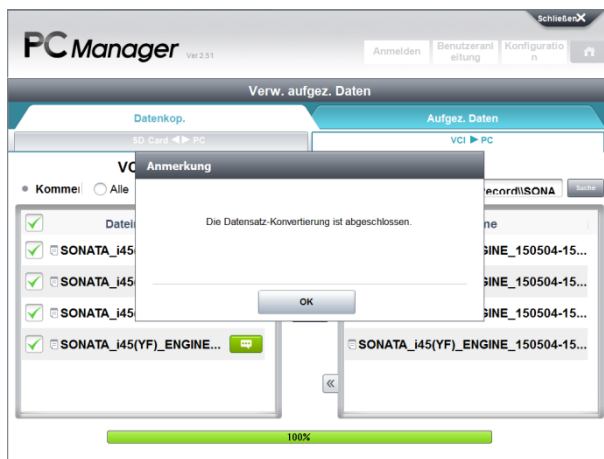 Schließen X
PC Manager Ver 2.51
Anmelden
Benutzeranl
eitung
Konfiguratio
n
Verw. aufgez. Daten
Datenkop.
Aufgez. Daten
SD Card ◀▶ PC
VCI ▶ PC
VC
Anmerkung
Kommei
Alle
ecord\\SONA
Suche
Die Datensatz-Konvertierung ist abgeschlossen.
OK
Datei
ne
SONATA_i45(
GINE_150504-15...
SONATA_i45(
GINE_150504-15...
SONATA_i45(
GINE_150504-15...
SONATA_i45(YF)_ENGINE...
SONATA_i45(YF)_ENGINE_150504-15...
«
100%